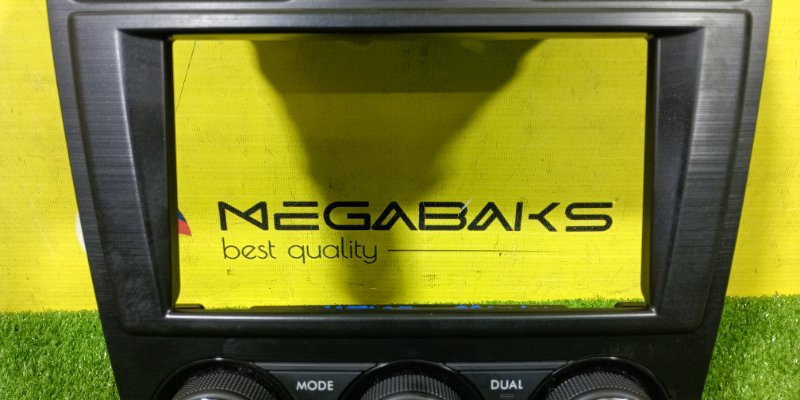 MEGABAKS
best quality
MODE
DUAL